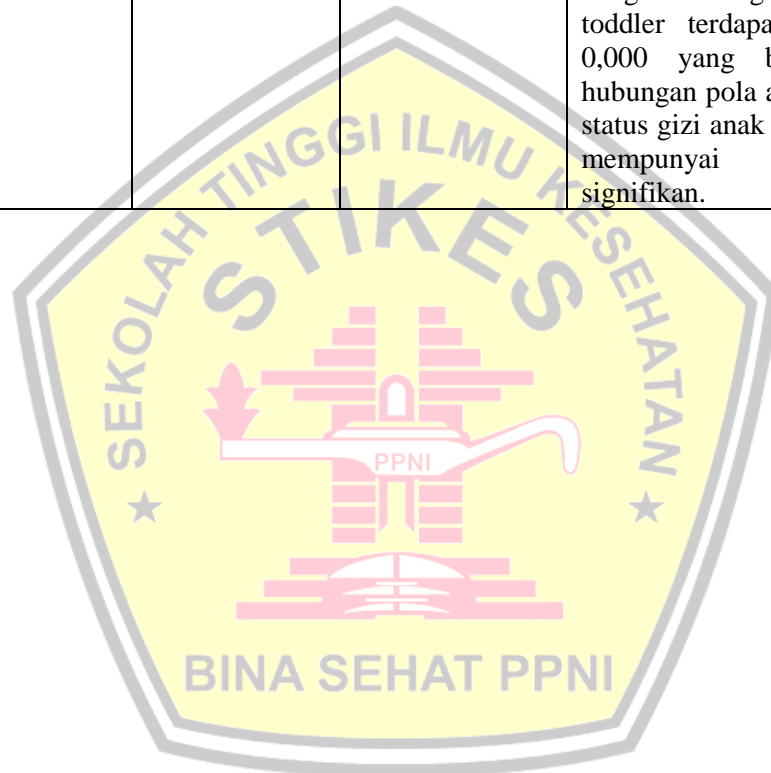 toddler terdapa
0,000 yang b
hubungan pola a
status gizi anak
mempunyai
signifikan.
SEKOLAH TINGGI ILMU KESEHATAN
STIKES
PPNI
BINA SEHAT PPNI